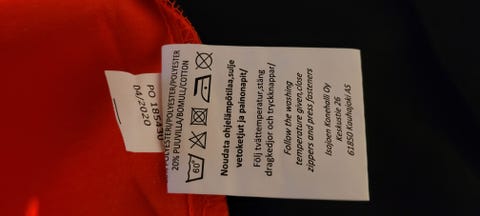 PO 185
04/2020
POLYESTER/POLYESTER/POLYESTER
20% PUUVILLA/BOMULL/COTTON
60°
Noudata ohjelämpötilaa,sulje
vetoketjut ja painonapit/
Följ tvättemperatur,stäng
dragkedjor och tryckknappar/
Follow the washing
temperature given,close
zippers and press fasteners
Isojoen Konehalli Oy
Keskustie 26
61850 Kauhajoki AS